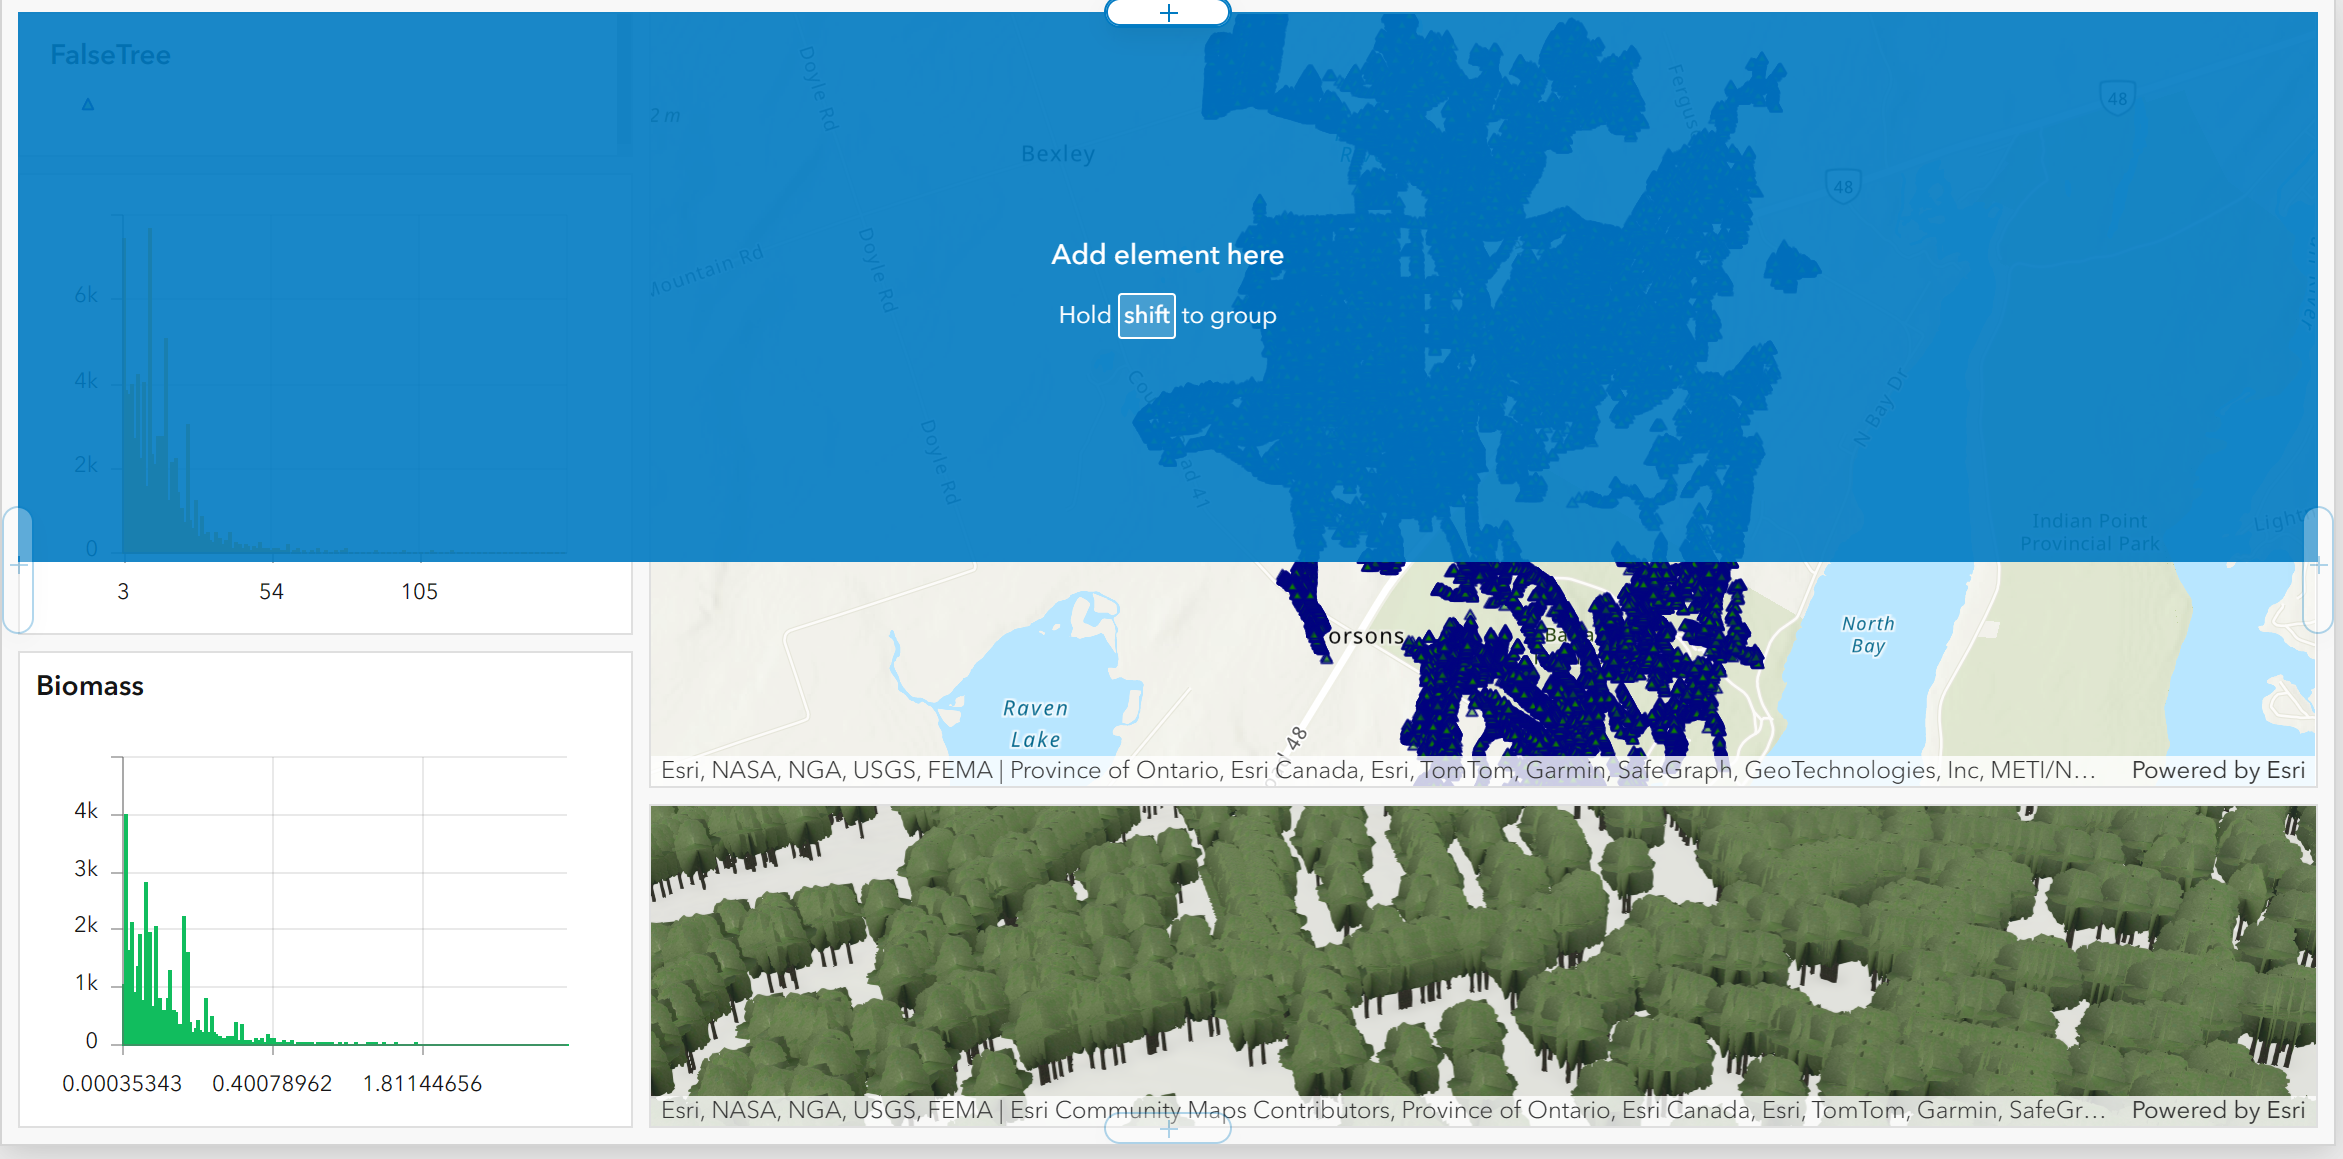 FalseTree
Doyle Rd
2 m
Bexley
48
48
Mountain Rd
Doyle Rd
Add element here
Hold shift to group
6k
4k
2k
0
Doyle Rd
N Bay Dr
Indian Point
Provincial Park
3
54
105
orsons
North
Bay
Raven
Lake
48
Esri, NASA, NGA, USGS, FEMA | Province of Ontario, Esri Canada, Esri, TomTom, Garmin, SafeGraph, GeoTechnologies, Inc, METI/N...
Powered by Esri
Biomass
4k
3k
2k
1k
0
0.00035343
0.40078962
1.81144656
Esri, NASA, NGA, USGS, FEMA | Esri Community Maps Contributors, Province of Ontario, Esri Canada, Esri, TomTom, Garmin, SafeGr...
Powered by Esri